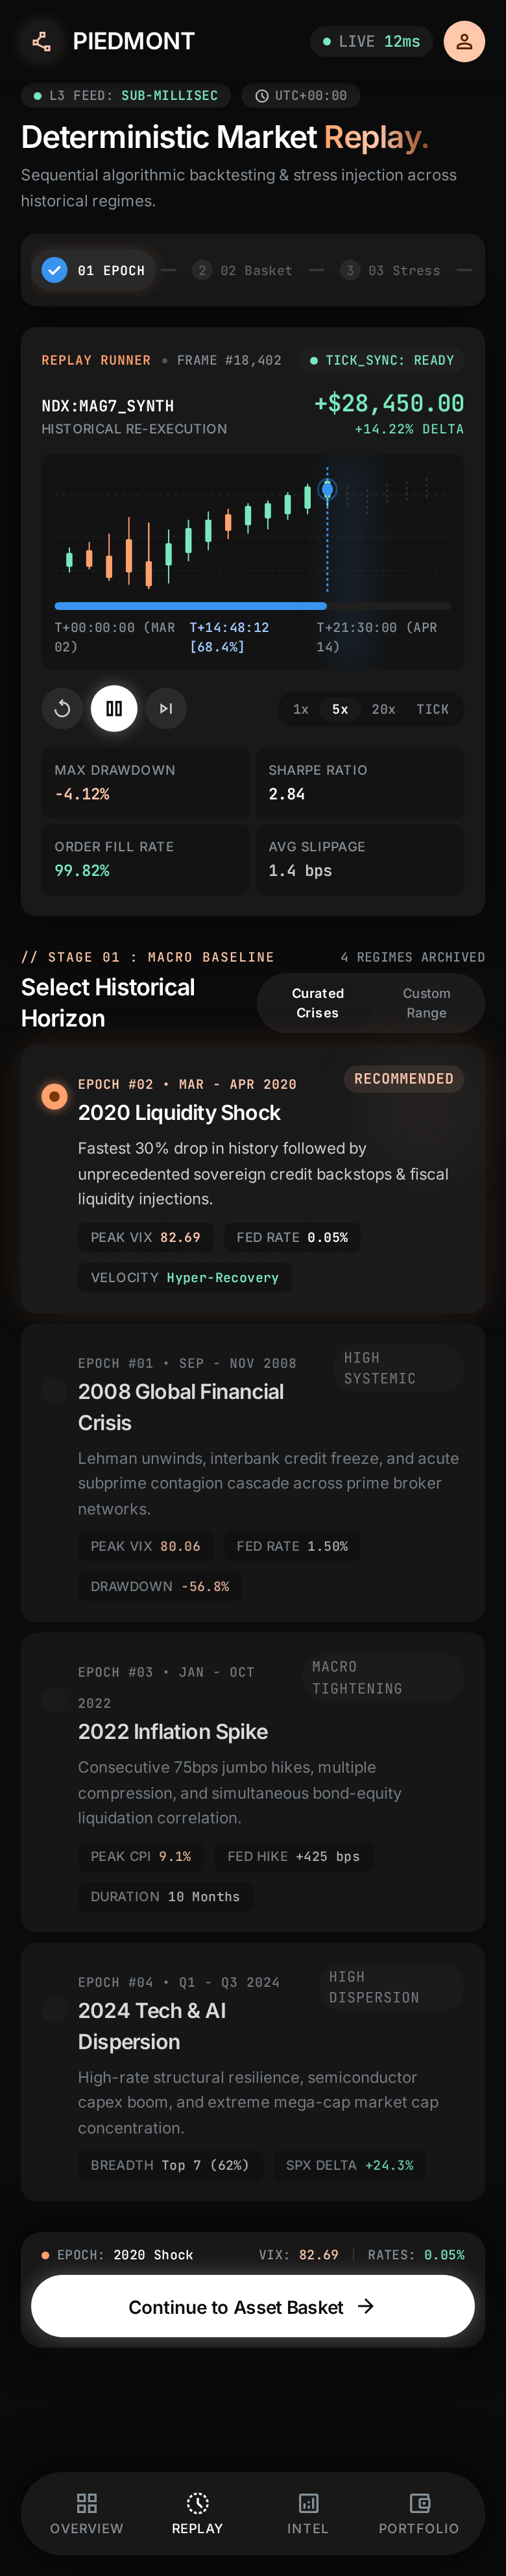 PIEDMONT
LIVE 12ms
L3 FEED: SUB-MILLISEC
UTC+00:00
Deterministic Market Replay.
Sequential algorithmic backtesting & stress injection across
historical regimes.
01 EPOCH
2 02 Basket
3 03 Stress
REPLAY RUNNER • FRAME #18,402
TICK_SYNC: READY
NDX:MAG7_SYNTH
+$28,450.00
HISTORICAL RE-EXECUTION
+14.22% DELTA
T+00:00:00 (MAR
02)
T+14:48:12
[68.4%]
T+21:30:00 (APR
14)
1x 5x 20x TICK
MAX DRAWDOWN
-4.12%
SHARPE RATIO
2.84
ORDER FILL RATE
99.82%
AVG SLIPPAGE
1.4 bps
// STAGE 01 : MACRO BASELINE
4 REGIMES ARCHIVED
Select Historical
Horizon
Curated
Crises
Custom
Range
EPOCH #02 • MAR - APR 2020
RECOMMENDED
2020 Liquidity Shock
Fastest 30% drop in history followed by
unprecedented sovereign credit backstops & fiscal
liquidity injections.
PEAK VIX 82.69
FED RATE 0.05%
VELOCITY Hyper-Recovery
EPOCH #01 • SEP - NOV 2008
HIGH
SYSTEMIC
2008 Global Financial
Crisis
Lehman unwinds, interbank credit freeze, and acute
subprime contagion cascade across prime broker
networks.
PEAK VIX 80.06
FED RATE 1.50%
DRAWDOWN -56.8%
EPOCH #03 • JAN - OCT
2022
MACRO
TIGHTENING
2022 Inflation Spike
Consecutive 75bps jumbo hikes, multiple
compression, and simultaneous bond-equity
liquidation correlation.
PEAK CPI 9.1%
FED HIKE +425 bps
DURATION 10 Months
EPOCH #04 • Q1 - Q3 2024
HIGH
DISPERSION
2024 Tech & AI
Dispersion
High-rate structural resilience, semiconductor
capex boom, and extreme mega-cap market cap
concentration.
BREADTH Top 7 (62%)
SPX DELTA +24.3%
EPOCH: 2020 Shock
VIX: 82.69 | RATES: 0.05%
Continue to Asset Basket →
OVERVIEW
REPLAY
INTEL
PORTFOLIO